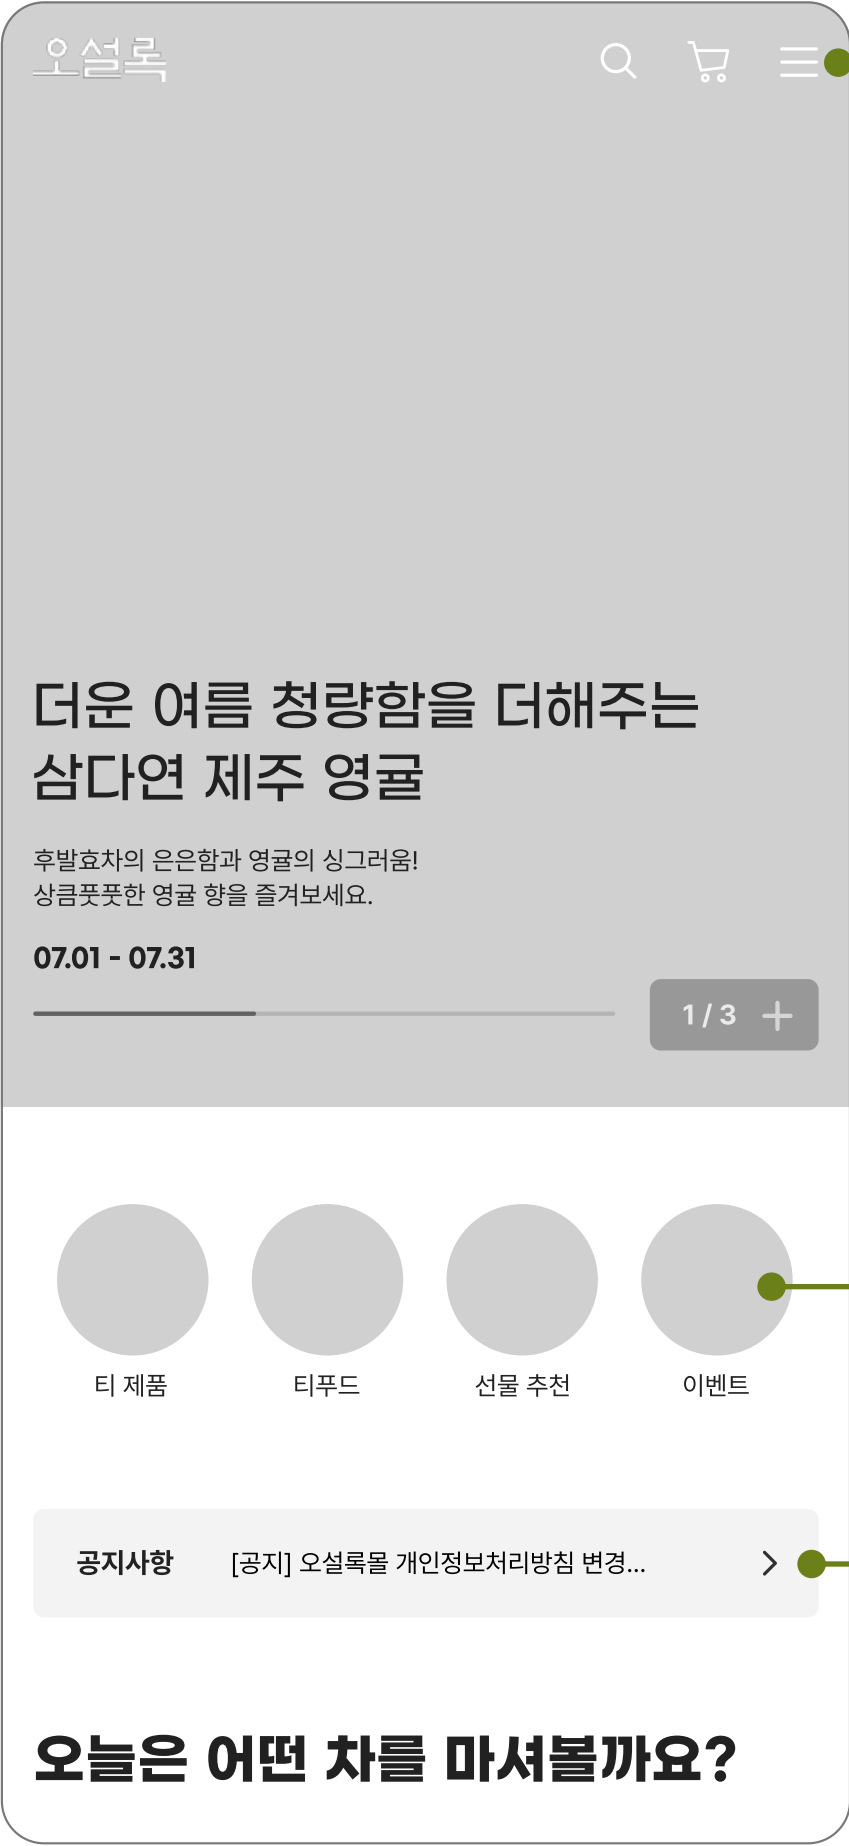 오설록
더운 여름 청량함을 더해주는
삼다연 제주 영귤
후발효차의 은은함과 영귤의 싱그러움!
상큼풋풋한 영귤 향을 즐겨보세요.
07.01 - 07.31
1 / 3
티 제품
티푸드
선물 추천
이벤트
공지사항 [공지] 오설록몰 개인정보처리방침 변경...
오늘은 어떤 차를 마셔볼까요?